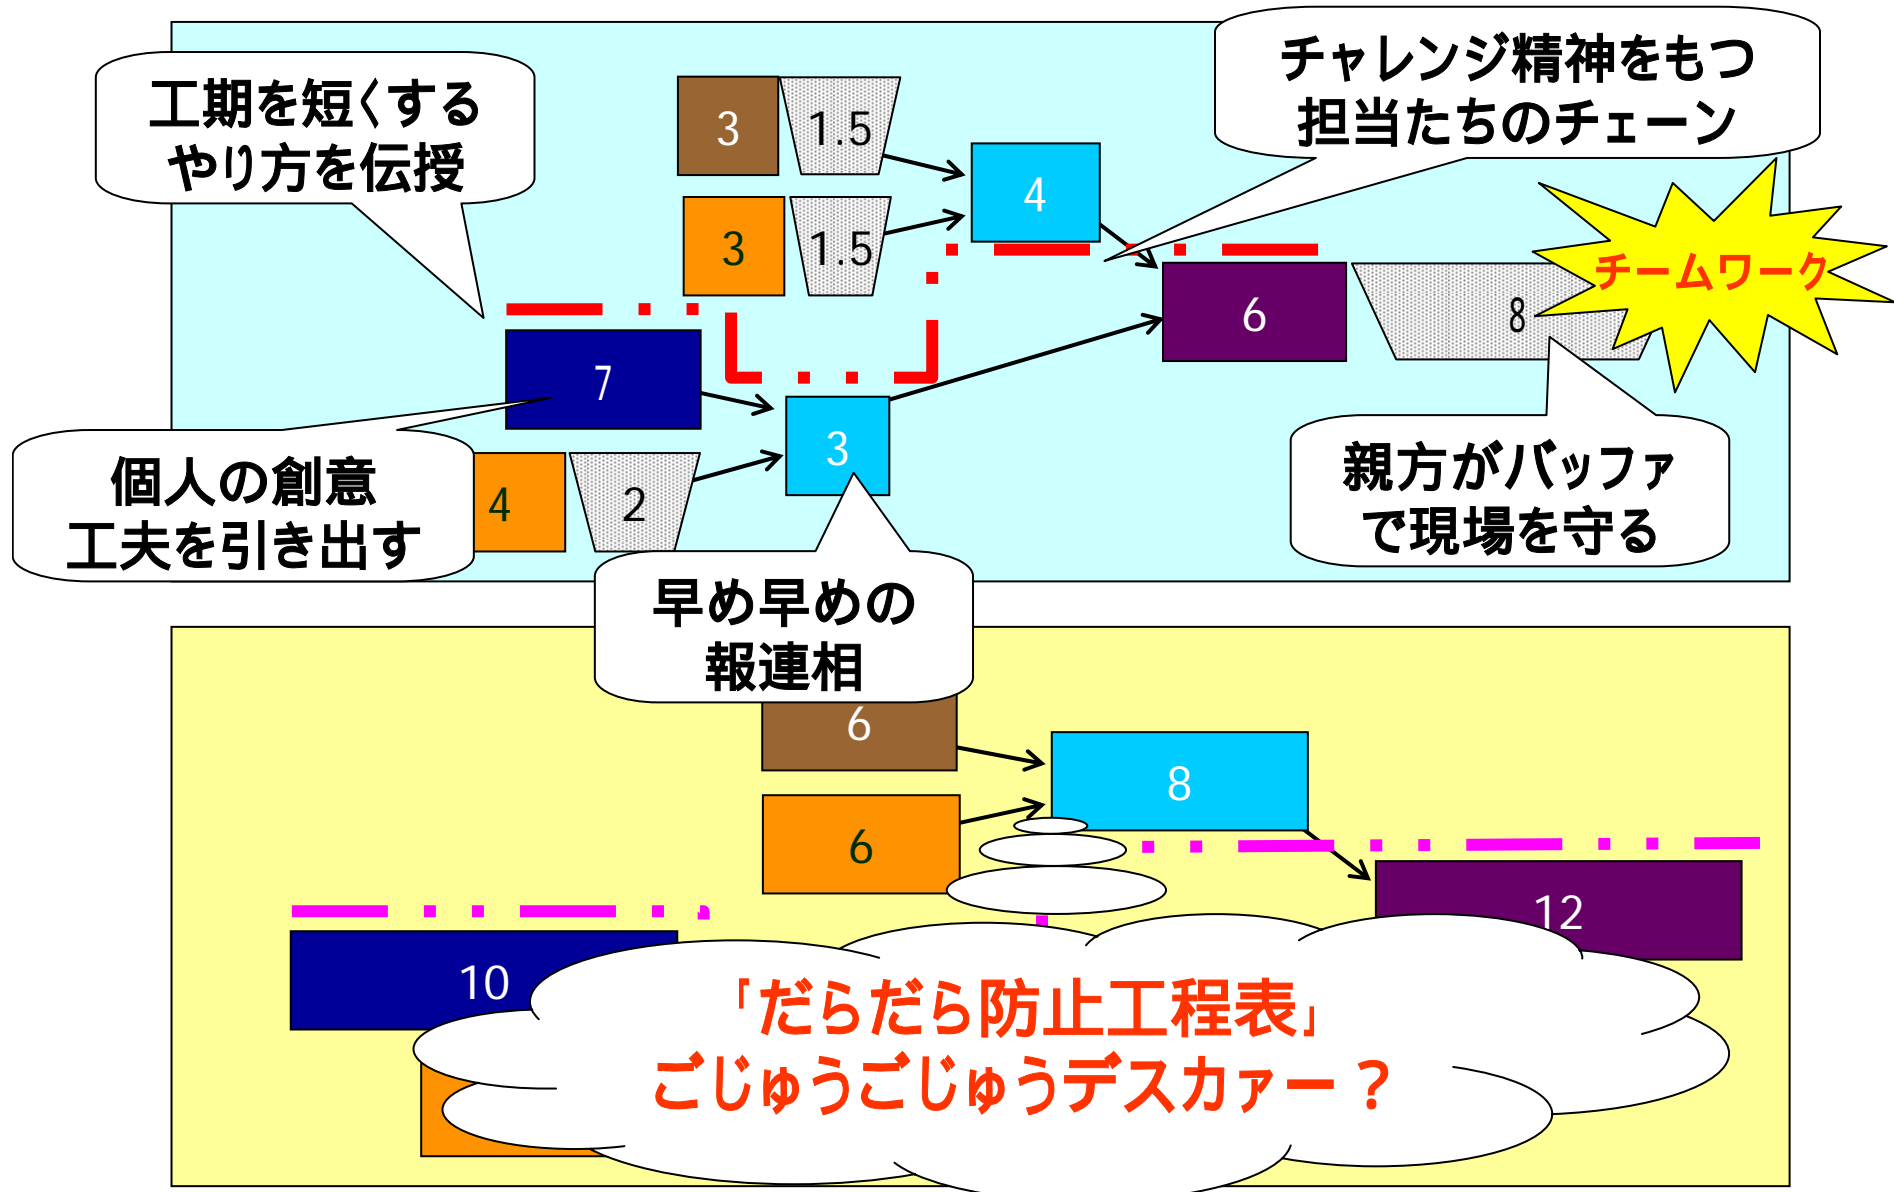 工期を短くする
やり方を伝授
チャレンジ精神をもつ
担当たちのチェーン
3
1.5
4
3
1.5
チームワーク
6
8
7
3
個人の創意
工夫を引き出す
4
2
親方がバッファ
で現場を守る
早め早めの
報連相
6
8
6
12
10
「だらだら防止工程表」
ごじゅうごじゅうデスカァー？